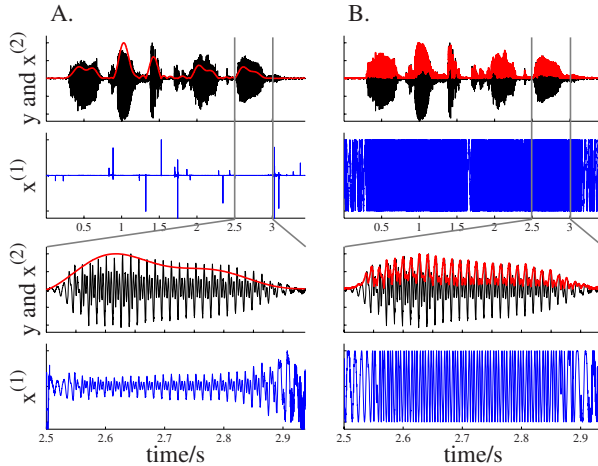 A. B.
y and x(2)
y and x(2)
x(1)
x(1)
0.5 1 1.5 2 2.5 3
0.5 1 1.5 2 2.5 3
y and x(2)
y and x(2)
x(1)
x(1)
2.5 2.6 2.7 2.8 2.9
2.5 2.6 2.7 2.8 2.9
time/s time/s